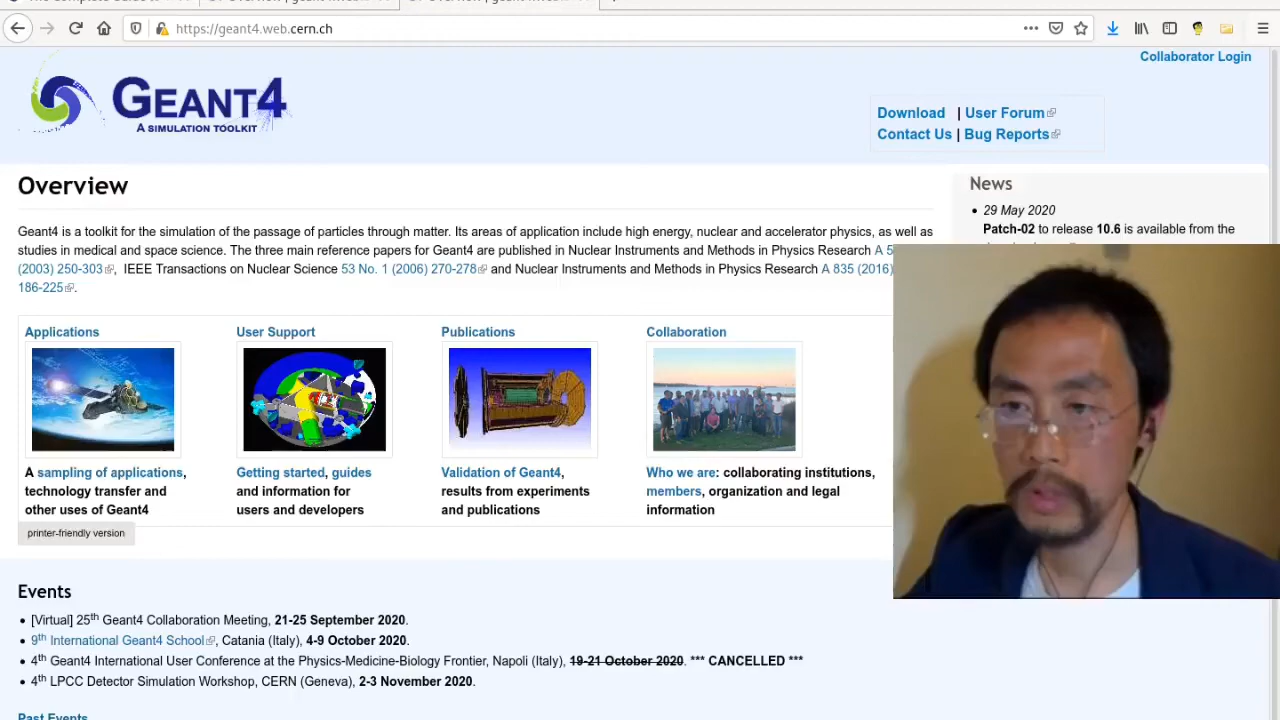 https://geant4.web.cern.ch
Collaborator Login
GEANT4
A SIMULATION TOOLKIT
Download | User Forum
Contact Us | Bug Reports
Overview
Geant4 is a toolkit for the simulation of the passage of particles through matter. Its areas of application include high energy, nuclear and accelerator physics, as well as
studies in medical and space science. The three main reference papers for Geant4 are published in Nuclear Instruments and Methods in Physics Research A
(2003) 250-303, IEEE Transactions on Nuclear Science 53 No. 1 (2006) 270-278 and Nuclear Instruments and Methods in Physics Research A 835 (2016)
186-225.
News
29 May 2020
Patch-02 to release 10.6 is available from the
Applications
A sampling of applications,
technology transfer and
other uses of Geant4
User Support
Getting started, guides
and information for
users and developers
Publications
Validation of Geant4,
results from experiments
and publications
Collaboration
Who we are: collaborating institutions,
members, organization and legal
information
printer-friendly version
Events
[Virtual] 25th Geant4 Collaboration Meeting, 21-25 September 2020.
9th International Geant4 School, Catania (Italy), 4-9 October 2020.
4th Geant4 International User Conference at the Physics-Medicine-Biology Frontier, Napoli (Italy), 19-21 October 2020. *** CANCELLED ***
4th LPCC Detector Simulation Workshop, CERN (Geneva), 2-3 November 2020.
Past Events